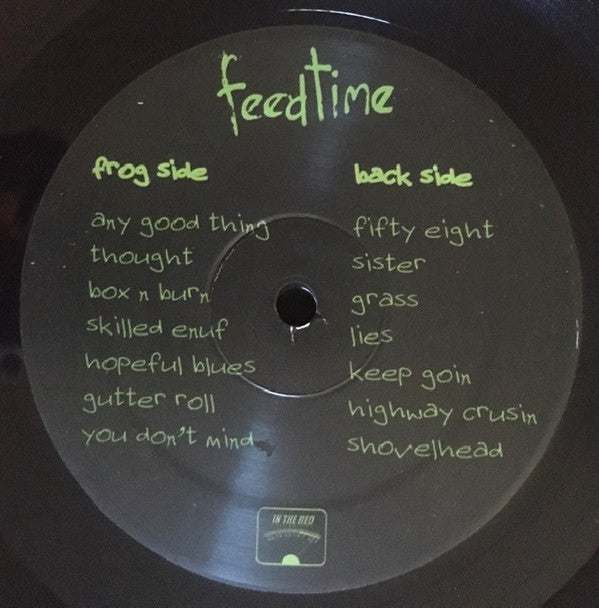 feedtime
frog side
any good thing
thought
box n burn
skilled enuf
hopeful blues
gutter roll
you don't mind
back side
fifty eight
sister
grass
lies
keep goin
highway crusin
shovelhead
IN THE RED